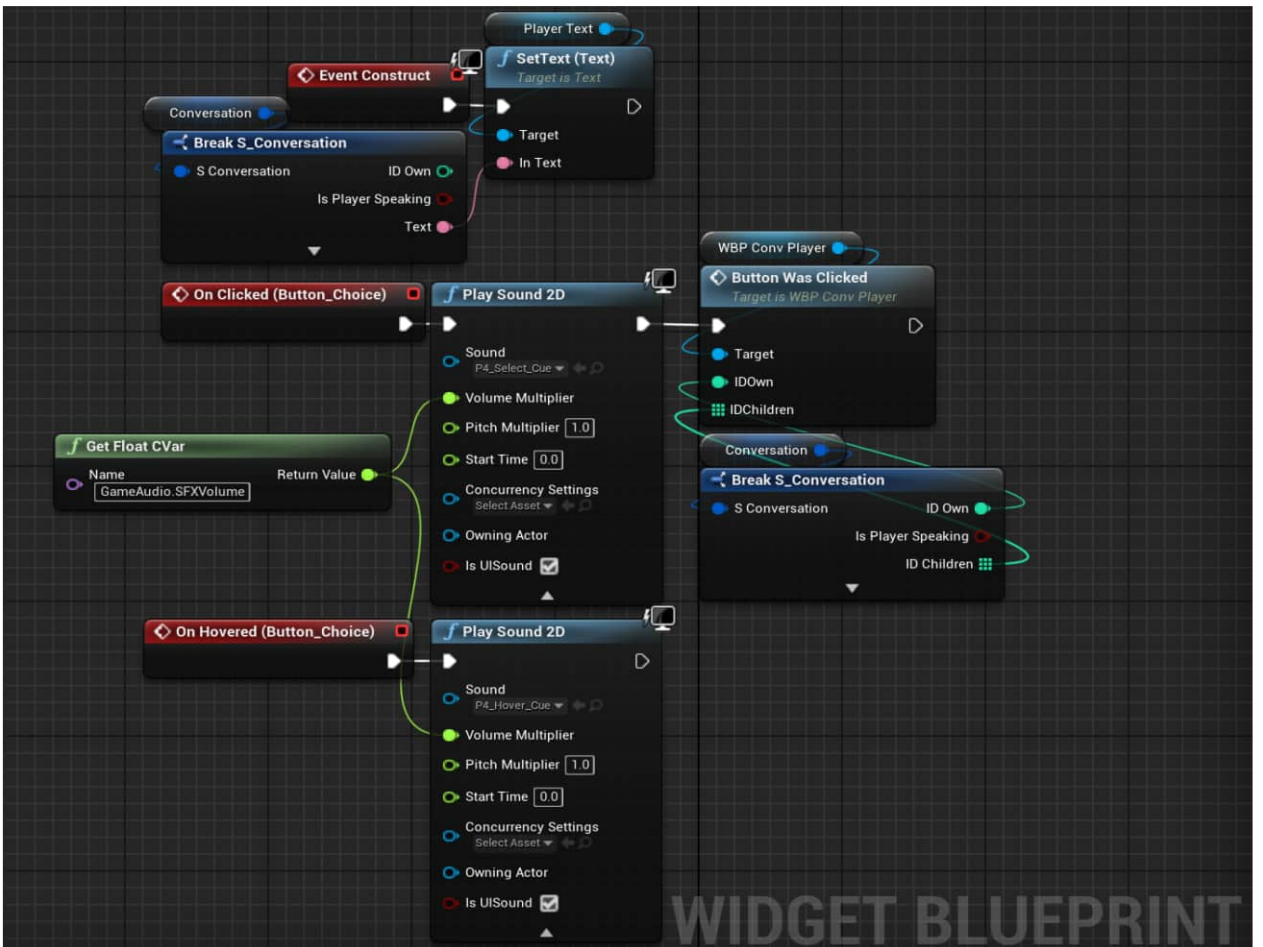 Player Text
SetText (Text)
Target is Text
Event Construct
Conversation
Target
In Text
Break S_Conversation
S Conversation
ID Own
Is Player Speaking
Text
WBP Conv Player
Button Was Clicked
Target is WBP Conv Player
Target
IDOwn
IDChildren
On Clicked (Button_Choice)
Play Sound 2D
Sound
P4_Select_Cue
Volume Multiplier
Pitch Multiplier 1.0
Start Time 0.0
Concurrency Settings
Select Asset
Owning Actor
Is UISound
Get Float CVar
Name
Return Value
GameAudio.SFXVolume
Conversation
Break S_Conversation
S Conversation
ID Own
Is Player Speaking
ID Children
On Hovered (Button_Choice)
Play Sound 2D
Sound
P4_Hover_Cue
Volume Multiplier
Pitch Multiplier 1.0
Start Time 0.0
Concurrency Settings
Select Asset
Owning Actor
Is UISound
WIDGET BLUEPRINT